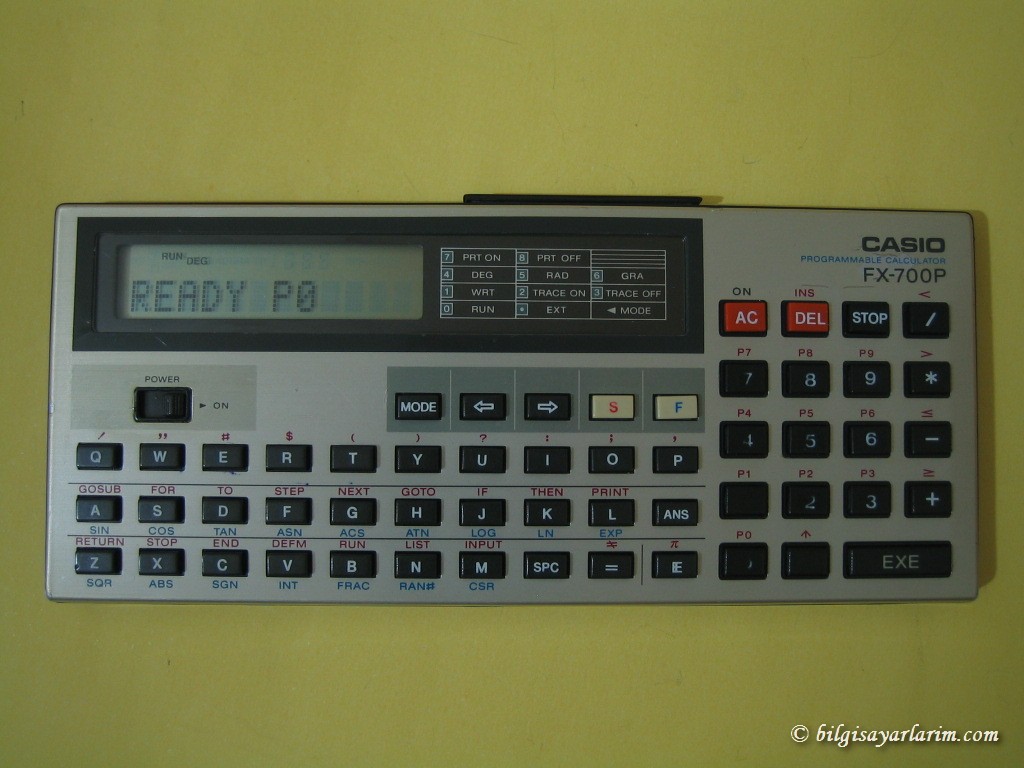 CASIO
PROGRAMMABLE CALCULATOR
FX-700P
RUN DEG
READY P0
7 PRT ON 8 PRT OFF
4 DEG 5 RAD 6 GRA
1 WRT 2 TRACE ON 3 TRACE OFF
0 RUN • EXT ◄ MODE
POWER
► ON
MODE ⇦ ⇨ S F
" # $ ( ) ? : ; ,
Q W E R T Y U I O P
GOSUB FOR TO STEP NEXT GOTO IF THEN PRINT
A S D F G H J K L ANS
SIN COS TAN ASN ACS ATN LOG LN EXP
RETURN STOP END DEFM RUN LIST INPUT ≠ π
Z X C V B N M SPC = E
SQR ABS SGN INT FRAC RAN# CSR
ON INS <
AC DEL STOP /
P7 P8 P9 >
7 8 9 *
P4 P5 P6 ≤
4 5 6 −
P1 P2 P3 ≥
2 3 +
P0 ↑
EXE
© bilgisayarlarim.com